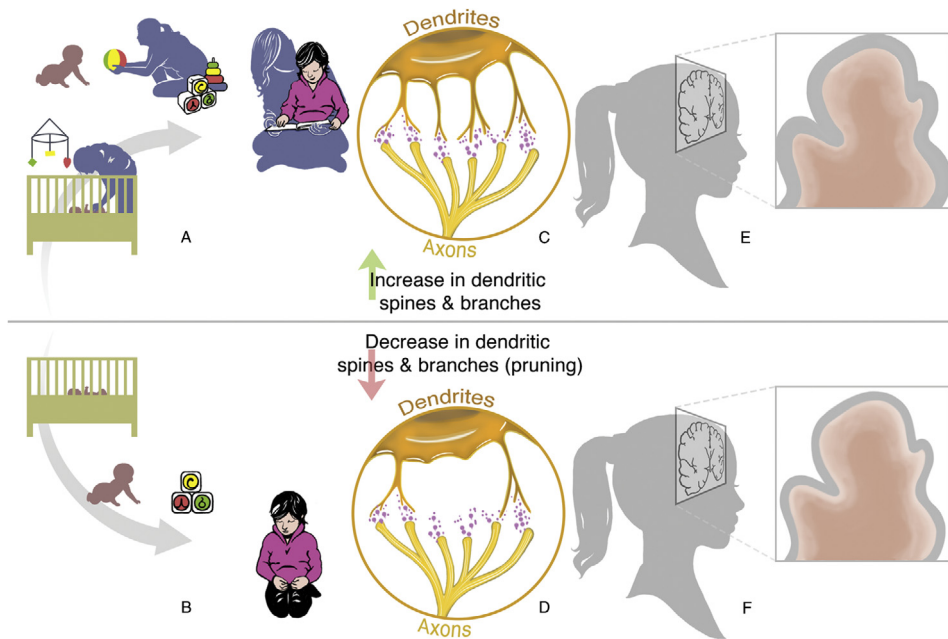 Dendrites
A
C
E
Axons
Increase in dendritic
spines & branches
Decrease in dendritic
spines & branches (pruning)
Dendrites
B
D
F
Axons